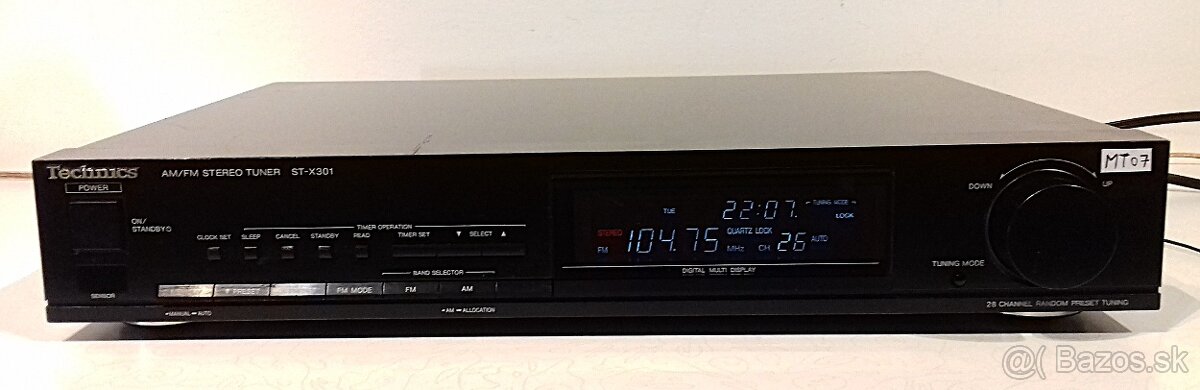 Technics AM/FM STEREO TUNER ST-X301
MT07
POWER
ON/
STANDBY
SENSOR
TIMER OPERATION
CLOCK SET SLEEP CANCEL STANDBY READ TIMER SET ▼ SELECT ▲
BAND SELECTOR
▼ PRESET FM MODE FM AM
MANUAL AUTO
AM ALLOCATION
TUE 22:07. TUNING MODE
LOCK
STEREO QUARTZ LOCK
FM 104.75 MHz CH 26 AUTO
DIGITAL MULTI DISPLAY
DOWN UP
TUNING MODE
28 CHANNEL RANDOM PRESET TUNING
@( Bazos.sk